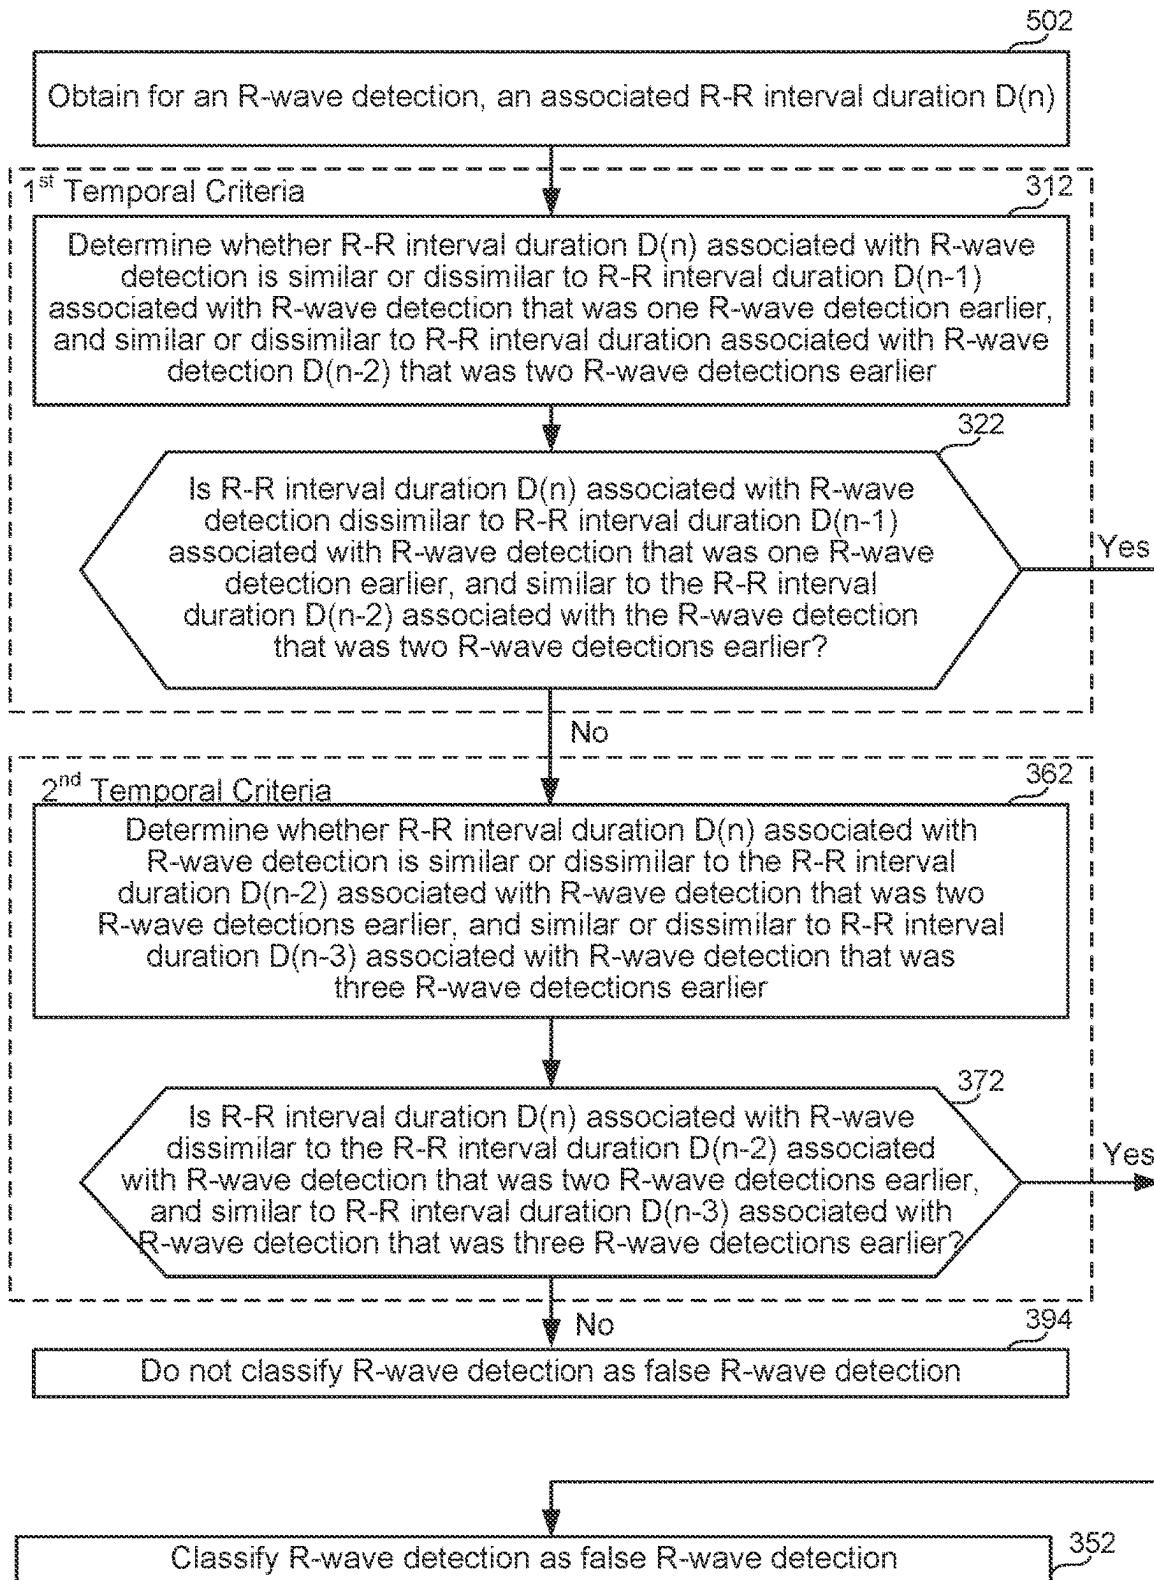 502
Obtain for an R-wave detection, an associated R-R interval duration D(n)
1st Temporal Criteria
312
Determine whether R-R interval duration D(n) associated with R-wave
detection is similar or dissimilar to R-R interval duration D(n-1)
associated with R-wave detection that was one R-wave detection earlier,
and similar or dissimilar to R-R interval duration associated with R-wave
detection D(n-2) that was two R-wave detections earlier
322
Is R-R interval duration D(n) associated with R-wave
detection dissimilar to R-R interval duration D(n-1)
associated with R-wave detection that was one R-wave
detection earlier, and similar to the R-R interval
duration D(n-2) associated with the R-wave detection
that was two R-wave detections earlier?
Yes
No
2nd Temporal Criteria
362
Determine whether R-R interval duration D(n) associated with
R-wave detection is similar or dissimilar to the R-R interval
duration D(n-2) associated with R-wave detection that was two
R-wave detections earlier, and similar or dissimilar to R-R interval
duration D(n-3) associated with R-wave detection that was
three R-wave detections earlier
372
Is R-R interval duration D(n) associated with R-wave
dissimilar to the R-R interval duration D(n-2) associated
with R-wave detection that was two R-wave detections earlier,
and similar to R-R interval duration D(n-3) associated with
R-wave detection that was three R-wave detections earlier?
Yes
No
394
Do not classify R-wave detection as false R-wave detection
Classify R-wave detection as false R-wave detection
352